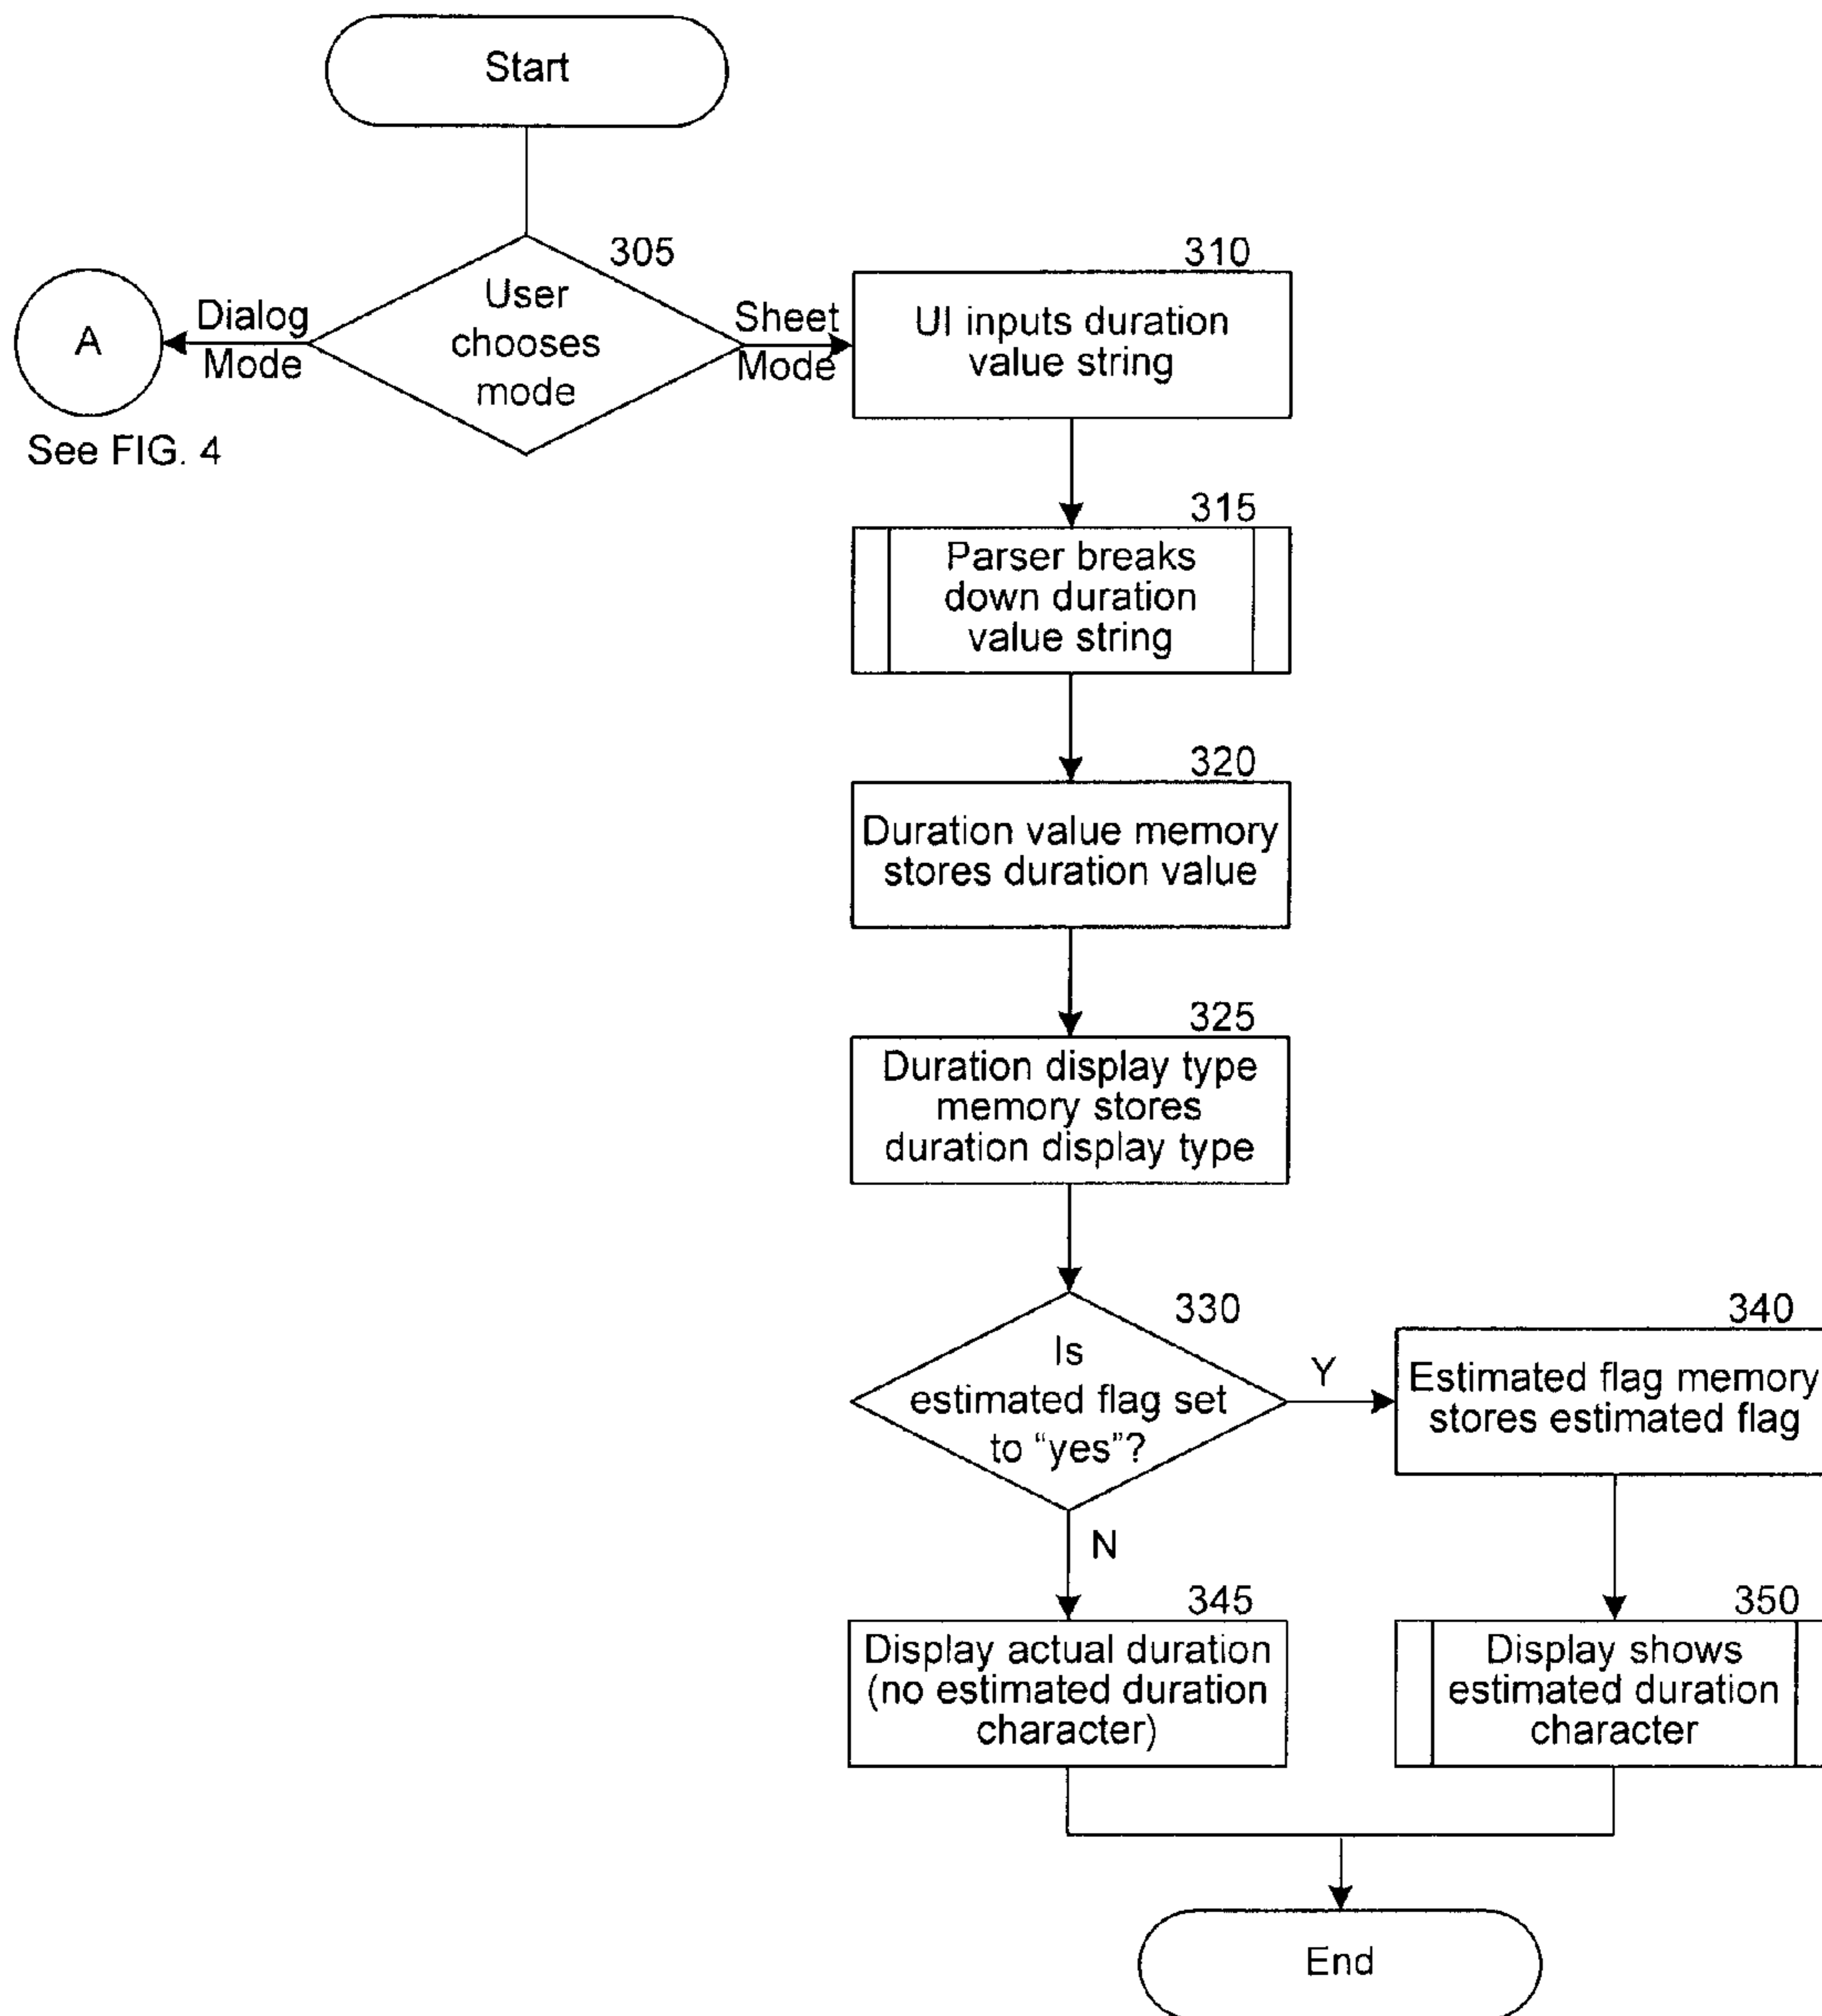 Start
305
User
chooses
mode
Dialog
Mode
A
See FIG. 4
Sheet
Mode
310
UI inputs duration
value string
315
Parser breaks
down duration
value string
320
Duration value memory
stores duration value
325
Duration display type
memory stores
duration display type
330
Is
estimated flag set
to “yes”?
Y
340
Estimated flag memory
stores estimated flag
N
345
Display actual duration
(no estimated duration
character)
350
Display shows
estimated duration
character
End